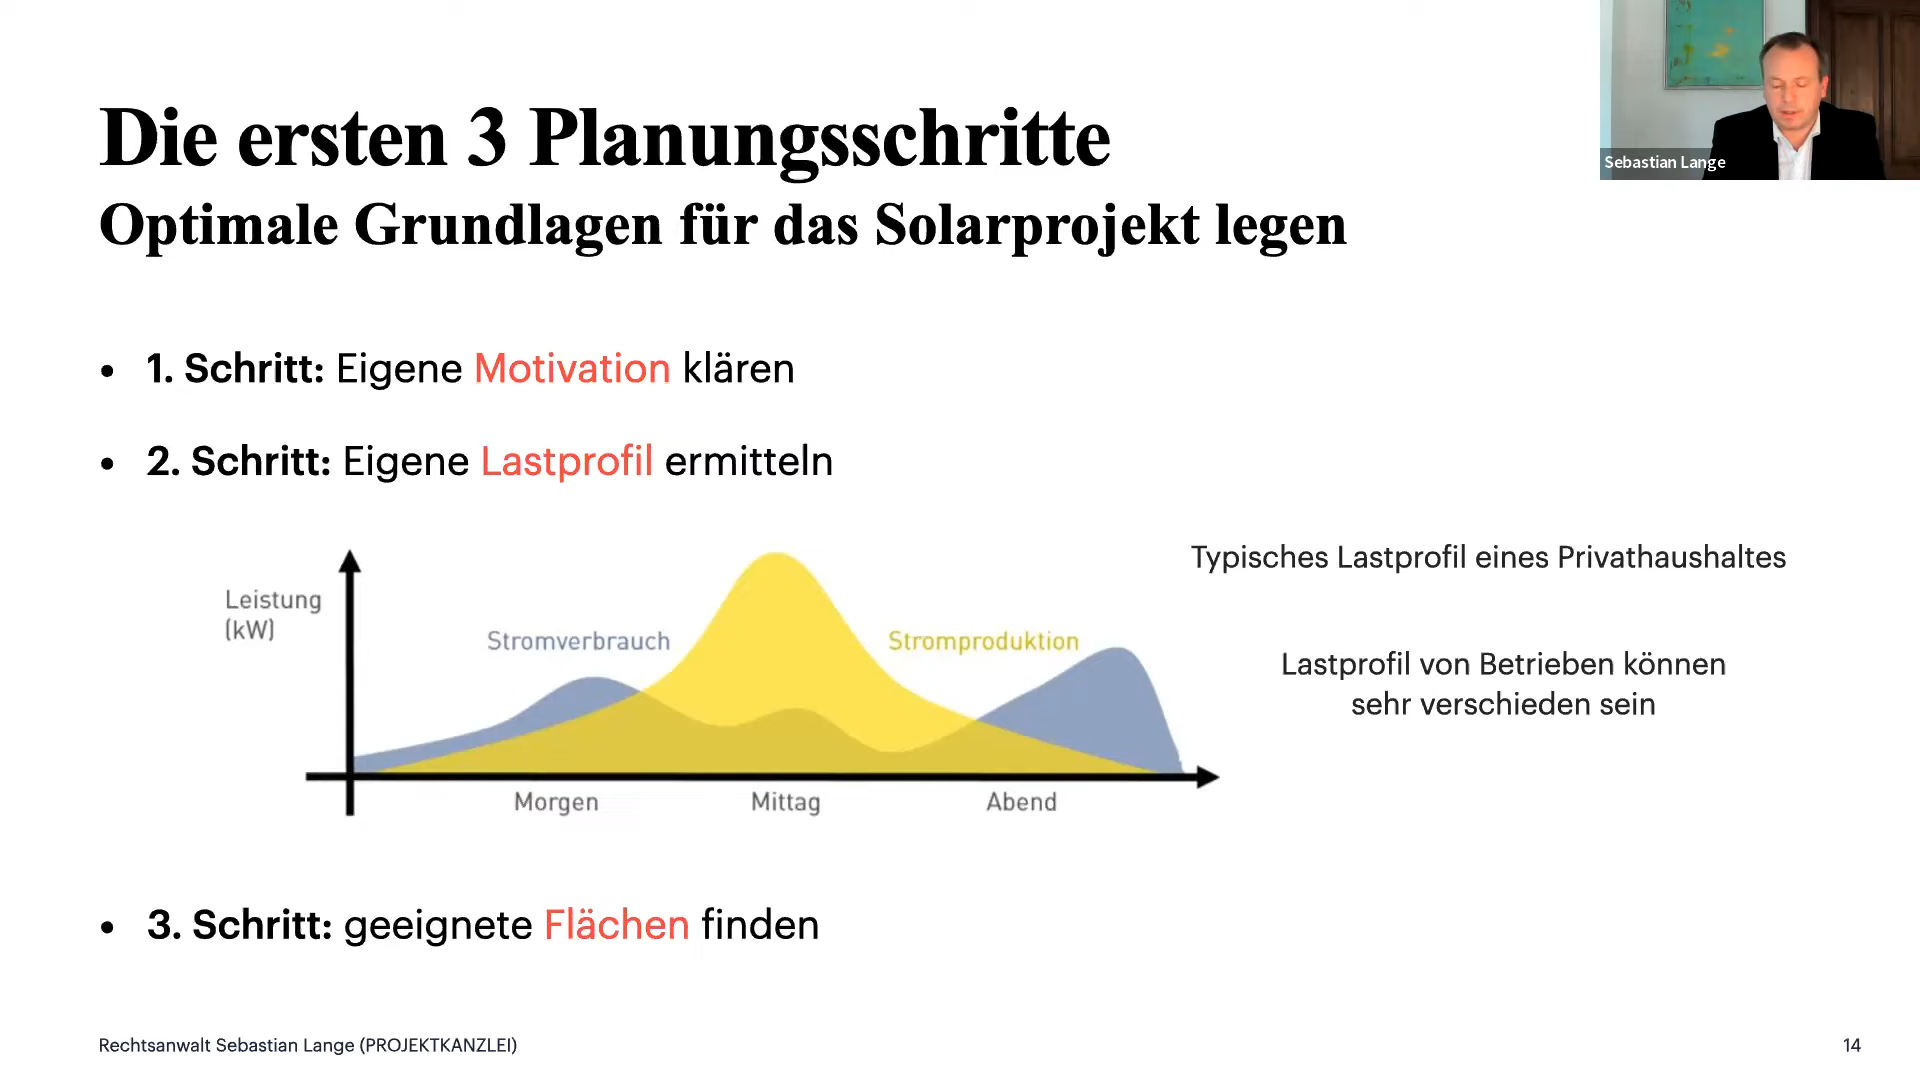 Die ersten 3 Planungsschritte
Optimale Grundlagen für das Solarprojekt legen
Sebastian Lange
• 1. Schritt: Eigene Motivation klären
• 2. Schritt: Eigene Lastprofil ermitteln
Leistung
(kW)
Stromverbrauch
Stromproduktion
Morgen
Mittag
Abend
Typisches Lastprofil eines Privathaushaltes
Lastprofil von Betrieben können
sehr verschieden sein
• 3. Schritt: geeignete Flächen finden
Rechtsanwalt Sebastian Lange (PROJEKTKANZLEI)
14